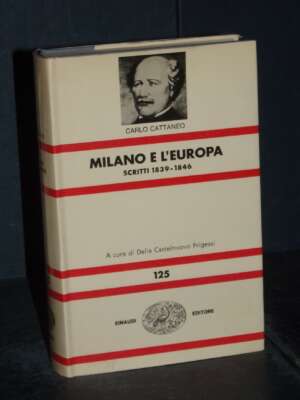 CARLO CATTANEO
MILANO E L'EUROPA
SCRITTI 1839-1846
A cura di Delia Castelnuovo Frigessi
125
EINAUDI EDITORE